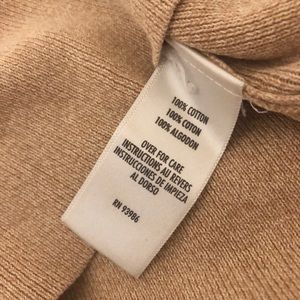 100% COTTON
100% COTON
100% ALGODON
OVER FOR CARE
INSTRUCTIONS AU REVERS
INSTRUCCIONES DE LIMPIEZA
AL DORSO
RN 93986